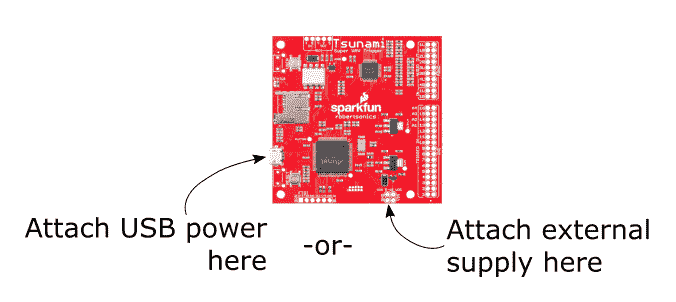 Tsunami
Super WAV Trigger
sparkfun
robertsonics
Attach USB power
here
-or-
Attach external
supply here